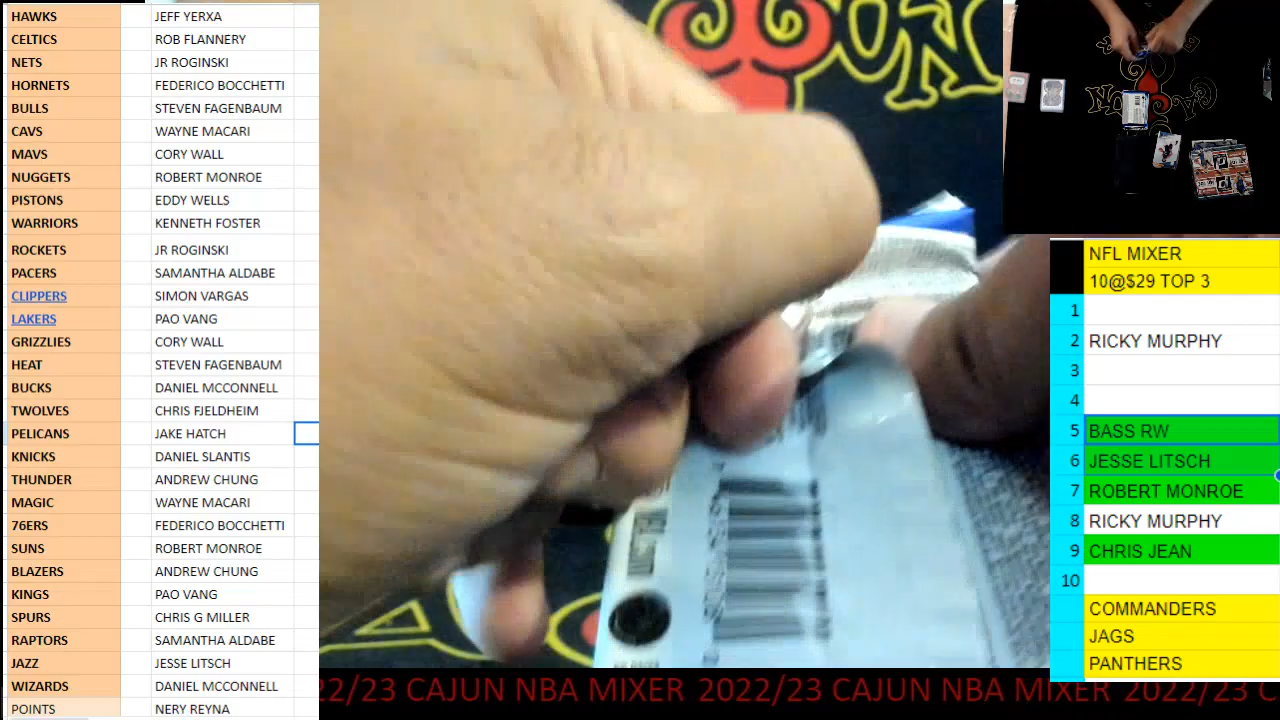 HAWKS JEFF YERXA
CELTICS ROB FLANNERY
NETS JR ROGINSKI
HORNETS FEDERICO BOCCHETTI
BULLS STEVEN FAGENBAUM
CAVS WAYNE MACARI
MAVS CORY WALL
NUGGETS ROBERT MONROE
PISTONS EDDY WELLS
WARRIORS KENNETH FOSTER
ROCKETS JR ROGINSKI
PACERS SAMANTHA ALDABE
CLIPPERS SIMON VARGAS
LAKERS PAO VANG
GRIZZLIES CORY WALL
HEAT STEVEN FAGENBAUM
BUCKS DANIEL MCCONNELL
TWOLVES CHRIS FJELDHEIM
PELICANS JAKE HATCH
KNICKS DANIEL SLANTIS
THUNDER ANDREW CHUNG
MAGIC WAYNE MACARI
76ERS FEDERICO BOCCHETTI
SUNS ROBERT MONROE
BLAZERS ANDREW CHUNG
KINGS PAO VANG
SPURS CHRIS G MILLER
RAPTORS SAMANTHA ALDABE
JAZZ JESSE LITSCH
WIZARDS DANIEL MCCONNELL
POINTS NERY REYNA
NFL MIXER
10@$29 TOP 3
1
2 RICKY MURPHY
3
4
5 BASS RW
6 JESSE LITSCH
7 ROBERT MONROE
8 RICKY MURPHY
9 CHRIS JEAN
10
COMMANDERS
JAGS
PANTHERS
22/23 CAJUN NBA MIXER 2022/23 CAJUN NBA MIXER 2022/23 C